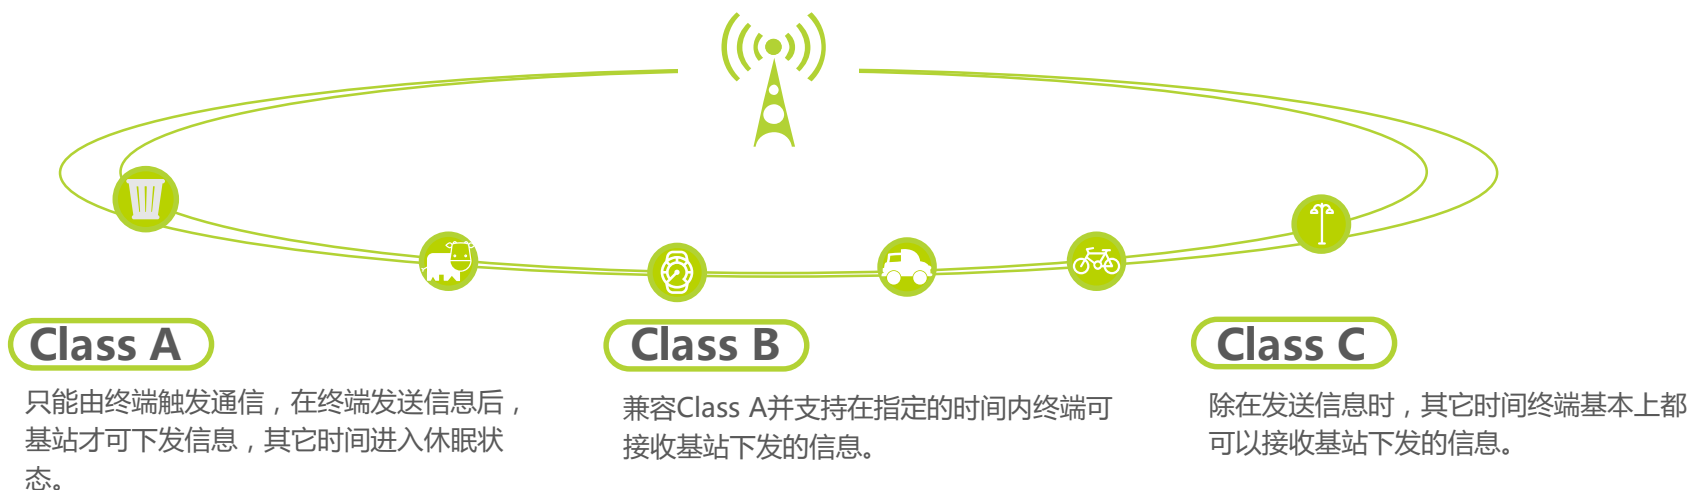 Class A
只能由终端触发通信，在终端发送信息后，
基站才可下发信息，其它时间进入休眠状
态。
Class B
兼容Class A并支持在指定的时间内终端可
接收基站下发的信息。
Class C
除在发送信息时，其它时间终端基本上都
可以接收基站下发的信息。